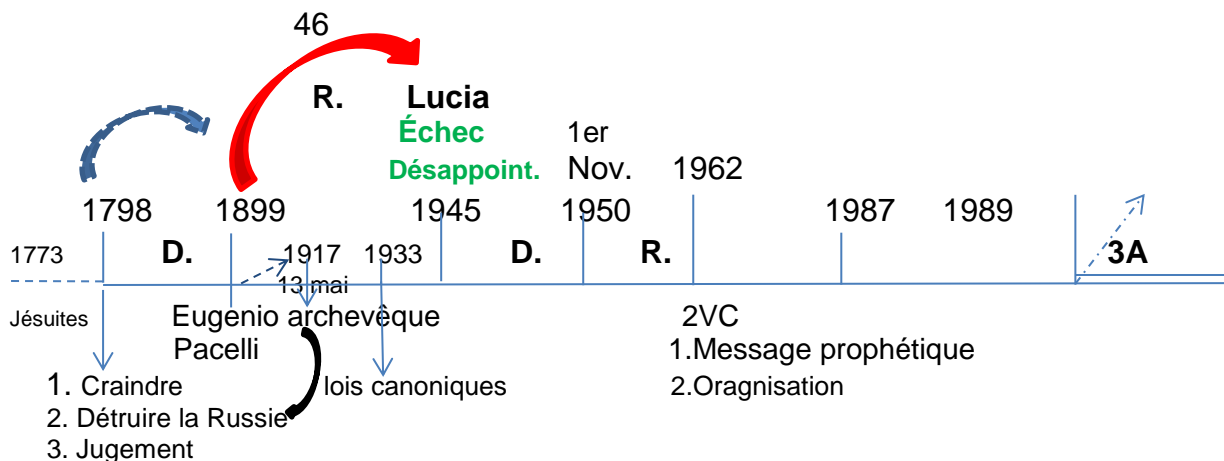 46
R. Lucia
Échec 1er
Désappoint. Nov. 1962
1798 1899 1945 1950 1987 1989
1773 D. 1917 1933 D. R. 3A
13 mai
Jésuites Eugenio archevêque 2VC
Pacelli 1.Message prophétique
1. Craindre lois canoniques 2.Oragnisation
2. Détruire la Russie
3. Jugement